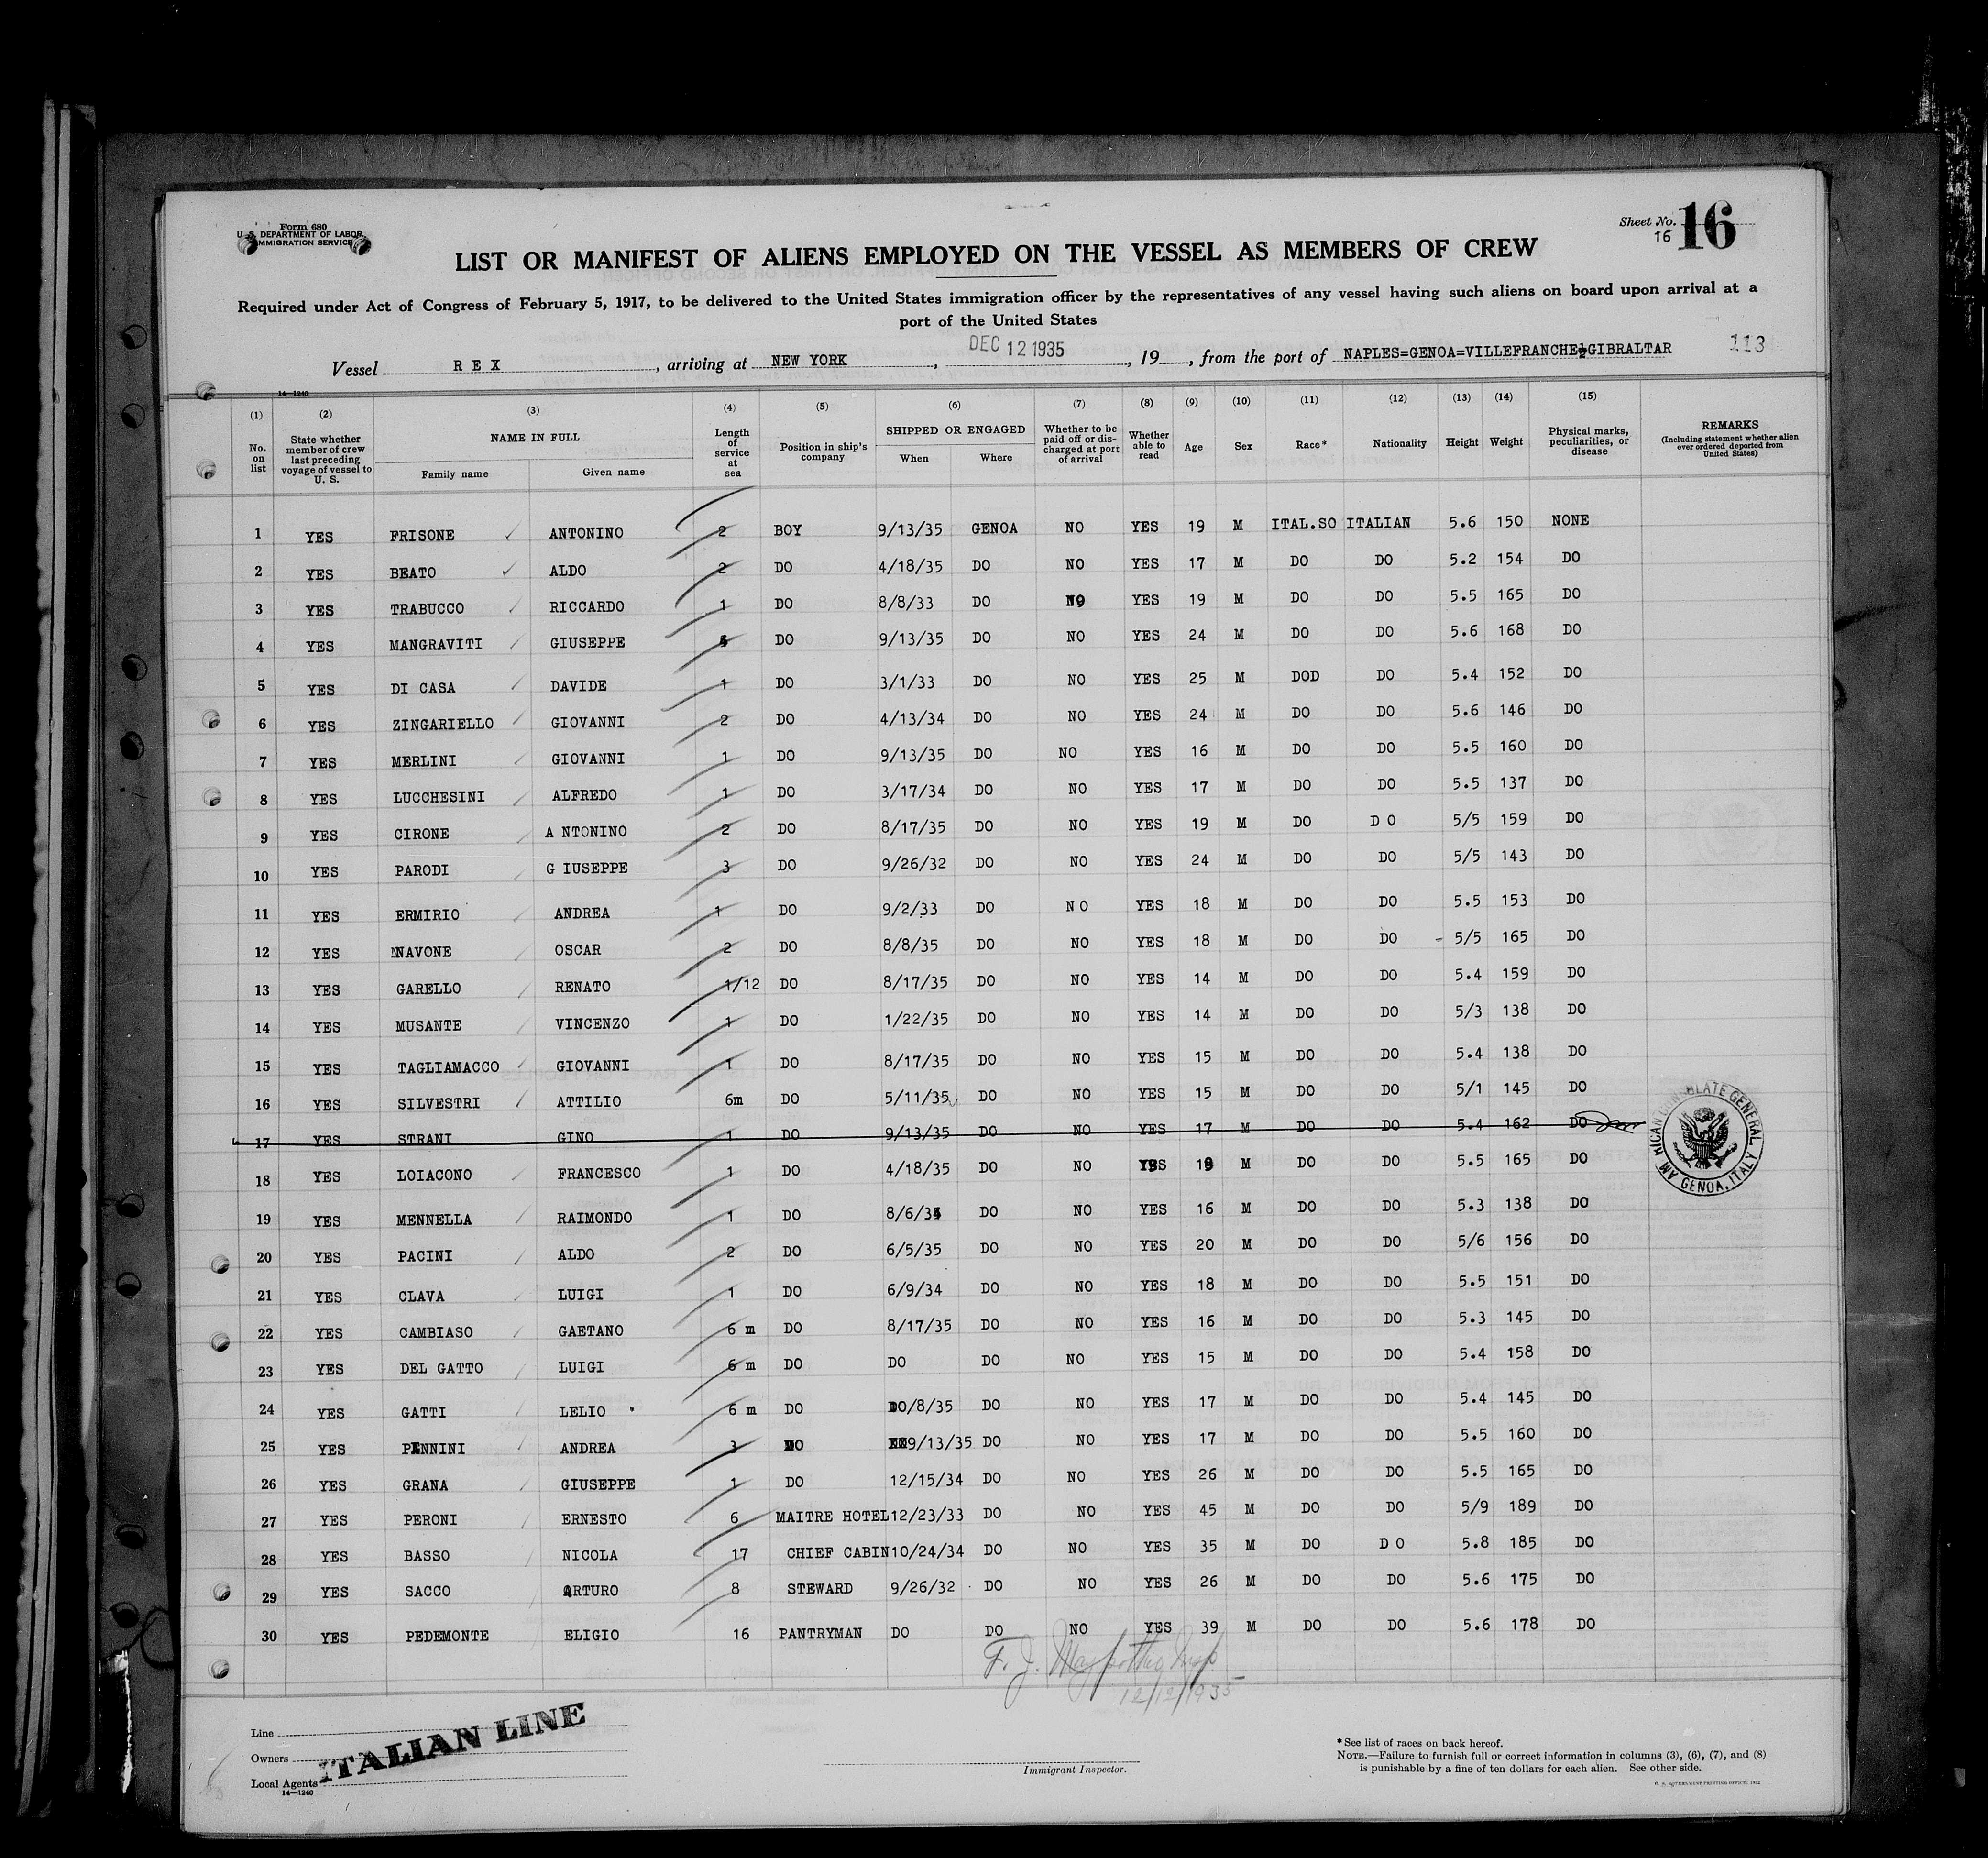 Form 680
U. S. DEPARTMENT OF LABOR
IMMIGRATION SERVICE
Sheet No. 16
16
LIST OR MANIFEST OF ALIENS EMPLOYED ON THE VESSEL AS MEMBERS OF CREW
Required under Act of Congress of February 5, 1917, to be delivered to the United States immigration officer by the representatives of any vessel having such aliens on board upon arrival at a
port of the United States
Vessel REX, arriving at NEW YORK, DEC 12 1935, 19, from the port of NAPLES=GENOA=VILLEFRANCHE GIBRALTAR 113
14—1240
(1) No. on list (2) State whether member of crew last preceding voyage of vessel to U. S. (3) NAME IN FULL Family name Given name (4) Length of service at sea (5) Position in ship's company (6) SHIPPED OR ENGAGED When Where (7) Whether to be paid off or discharged at port of arrival (8) Whether able to read (9) Age (10) Sex (11) Race* (12) Nationality (13) Height (14) Weight (15) Physical marks, peculiarities, or disease REMARKS (Including statement whether alien ever ordered deported from United States)
1 YES FRISONE ANTONINO 2 BOY 9/13/35 GENOA NO YES 19 M ITAL.SO ITALIAN 5.6 150 NONE
2 YES BEATO ALDO 2 DO 4/18/35 DO NO YES 17 M DO DO 5.2 154 DO
3 YES TRABUCCO RICCARDO 1 DO 8/8/33 DO NO YES 19 M DO DO 5.5 165 DO
4 YES MANGRAVITI GIUSEPPE DO 9/13/35 DO NO YES 24 M DO DO 5.6 168 DO
5 YES DI CASA DAVIDE 1 DO 3/1/33 DO NO YES 25 M DOD DO 5.4 152 DO
6 YES ZINGARIELLO GIOVANNI 2 DO 4/13/34 DO NO YES 24 M DO DO 5.6 146 DO
7 YES MERLINI GIOVANNI 1 DO 9/13/35 DO NO YES 16 M DO DO 5.5 160 DO
8 YES LUCCHESINI ALFREDO 1 DO 3/17/34 DO NO YES 17 M DO DO 5.5 137 DO
9 YES CIRONE A NTONINO 2 DO 8/17/35 DO NO YES 19 M DO D O 5/5 159 DO
10 YES PARODI G IUSEPPE 3 DO 9/26/32 DO NO YES 24 M DO DO 5/5 143 DO
11 YES ERMIRIO ANDREA 1 DO 9/2/33 DO N O YES 18 M DO DO 5.5 153 DO
12 YES NAVONE OSCAR 2 DO 8/8/35 DO NO YES 18 M DO DO 5/5 165 DO
13 YES GARELLO RENATO 1/12 DO 8/17/35 DO NO YES 14 M DO DO 5.4 159 DO
14 YES MUSANTE VINCENZO 1 DO 1/22/35 DO NO YES 14 M DO DO 5/3 138 DO
15 YES TAGLIAMACCO GIOVANNI 1 DO 8/17/35 DO NO YES 15 M DO DO 5.4 138 DO
16 YES SILVESTRI ATTILIO 6m DO 5/11/35 DO NO YES 15 M DO DO 5/1 145 DO
17 YES STRANI GINO 1 DO 9/13/35 DO NO YES 17 M DO DO 5.4 162 DO
18 YES LOIACONO FRANCESCO 1 DO 4/18/35 DO NO YES 19 M DO DO 5.5 165 DO
19 YES MENNELLA RAIMONDO 1 DO 8/6/34 DO NO YES 16 M DO DO 5.3 138 DO
20 YES PACINI ALDO 2 DO 6/5/35 DO NO YES 20 M DO DO 5/6 156 DO
21 YES CLAVA LUIGI 1 DO 6/9/34 DO NO YES 18 M DO DO 5.5 151 DO
22 YES CAMBIASO GAETANO 6 m DO 8/17/35 DO NO YES 16 M DO DO 5.3 145 DO
23 YES DEL GATTO LUIGI 6 m DO DO DO NO YES 15 M DO DO 5.4 158 DO
24 YES GATTI LELIO 6 m DO 10/8/35 DO NO YES 17 M DO DO 5.4 145 DO
25 YES PENNINI ANDREA 3 DO 9/13/35 DO NO YES 17 M DO DO 5.5 160 DO
26 YES GRANA GIUSEPPE 1 DO 12/15/34 DO NO YES 26 M DO DO 5.5 165 DO
27 YES PERONI ERNESTO 6 MAITRE HOTEL 12/23/33 DO NO YES 45 M DO DO 5/9 189 DO
28 YES BASSO NICOLA 17 CHIEF CABIN 10/24/34 DO NO YES 35 M DO D O 5.8 185 DO
29 YES SACCO ARTURO 8 STEWARD 9/26/32 DO NO YES 26 M DO DO 5.6 175 DO
30 YES PEDEMONTE ELIGIO 16 PANTRYMAN DO DO NO YES 39 M DO DO 5.6 178 DO
AMERICAN CONSULATE GENERAL GENOA, ITALY
F. J.
12/12/1935
Line
Owners
Local Agents
ITALIAN LINE
14—1240
Immigrant Inspector.
* See list of races on back hereof.
NOTE.—Failure to furnish full or correct information in columns (3), (6), (7), and (8)
is punishable by a fine of ten dollars for each alien. See other side.
U. S. GOVERNMENT PRINTING OFFICE: 1932